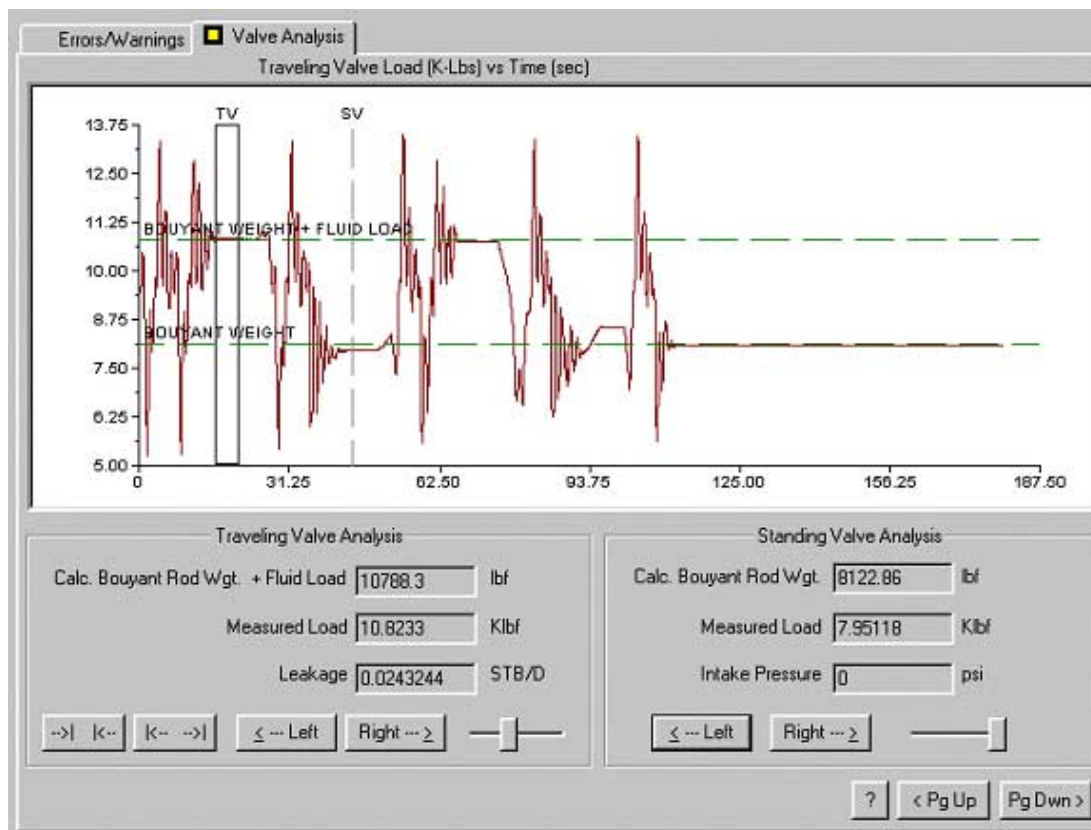 Errors/Warnings Valve Analysis
Traveling Valve Load (K-Lbs) vs Time (sec)
TV SV
13.75
12.50
11.25
BOUYANT WEIGHT + FLUID LOAD
10.00
8.75
BOUYANT WEIGHT
7.50
6.25
5.00
0 31.25 62.50 93.75 125.00 156.25 187.50
Traveling Valve Analysis
Calc. Bouyant Rod Wgt. + Fluid Load 10788.3 lbf
Measured Load 10.8233 Klbf
Leakage 0.0243244 STB/D
-->| |<-- |<-- -->| < --- Left Right --- >
Standing Valve Analysis
Calc. Bouyant Rod Wgt. 8122.86 lbf
Measured Load 7.95118 Klbf
Intake Pressure 0 psi
< --- Left Right --- >
? < Pg Up Pg Dwn >